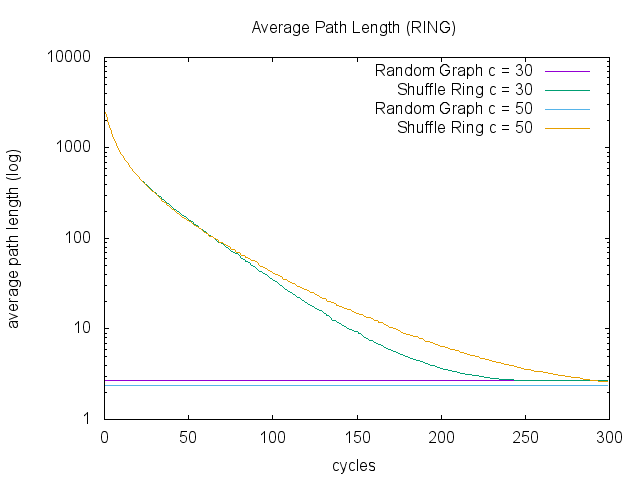 Average Path Length (RING)
10000
1000
100
10
1
average path length (log)
Random Graph c = 30
Shuffle Ring c = 30
Random Graph c = 50
Shuffle Ring c = 50
0 50 100 150 200 250 300
cycles